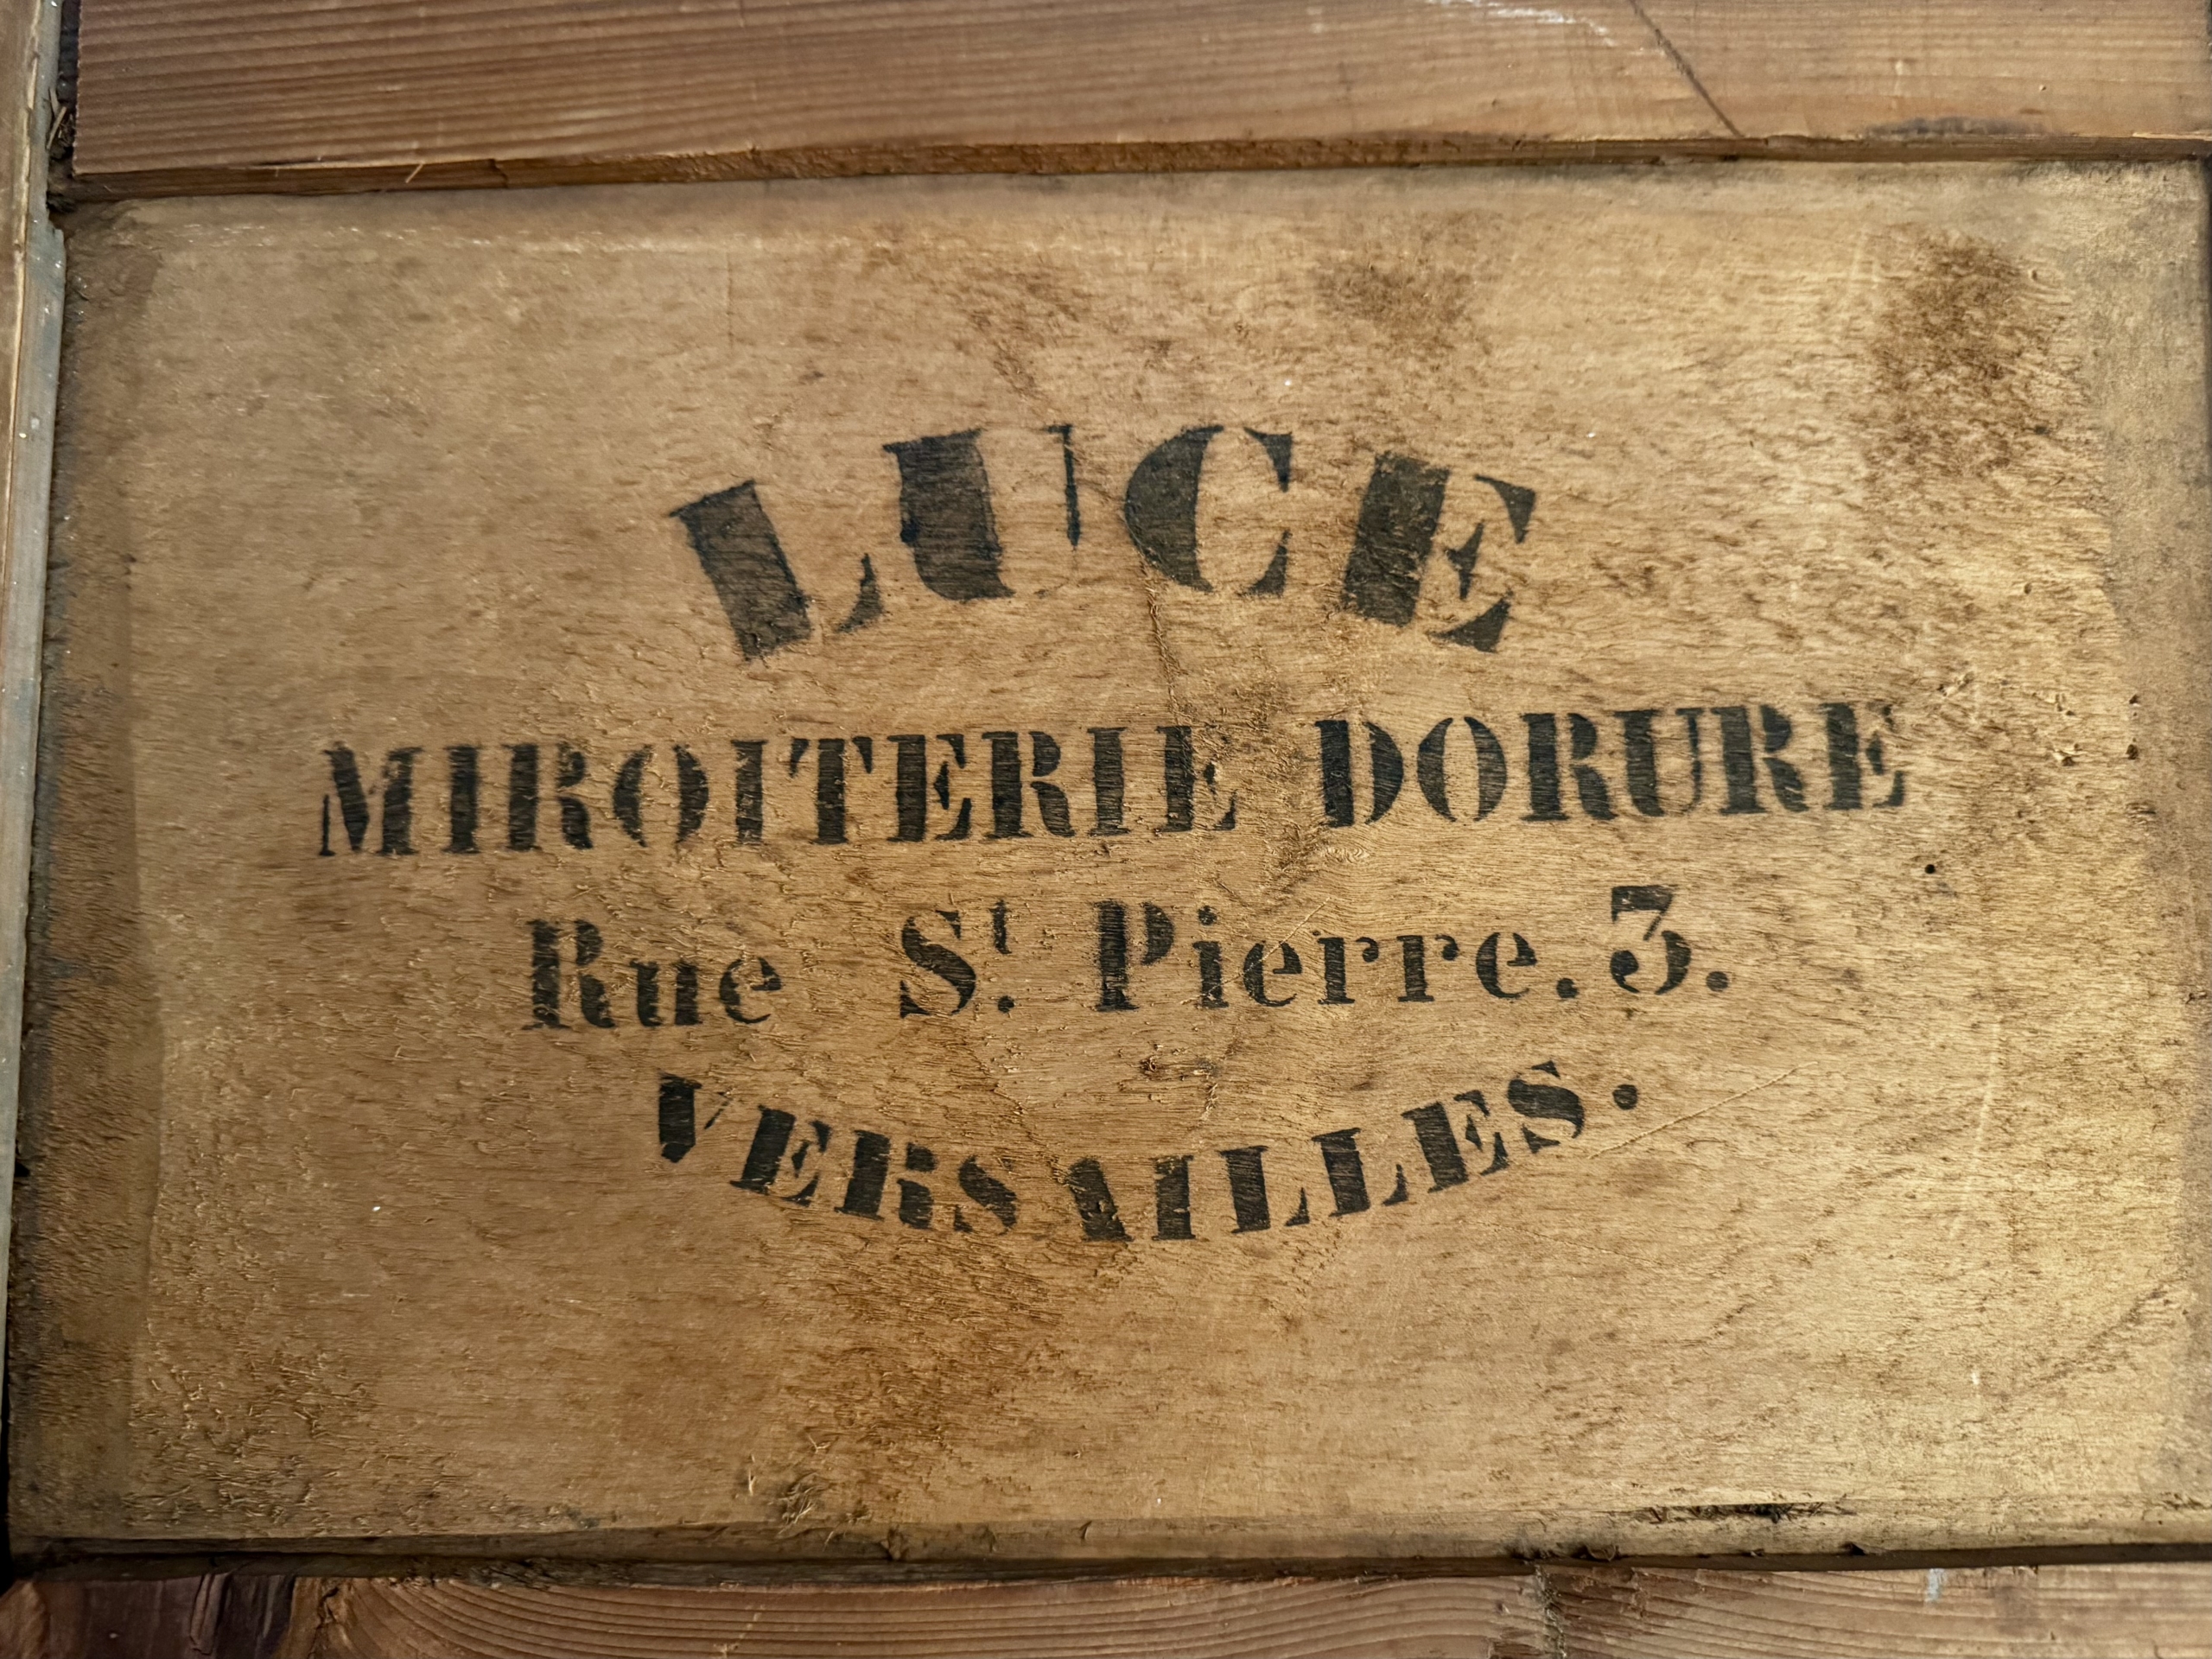 LUCE
MIROITERIE DORURE
Rue St. Pierre. 3.
VERSAILLES.